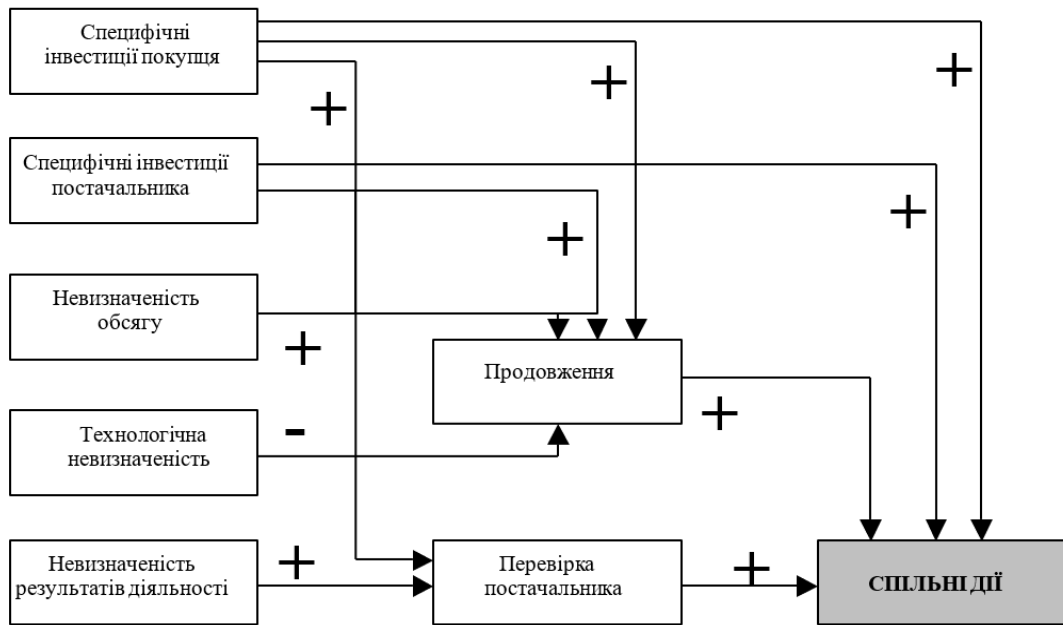 Специфічні
інвестиції покупця
+
+
+
Специфічні інвестиції
постачальника
+
+
Невизначеність
обсягу
+
Продовження
+
Технологічна
невизначеність
-
Невизначеність
результатів діяльності
+
Перевірка
постачальника
+
СПІЛЬНІ ДІЇ